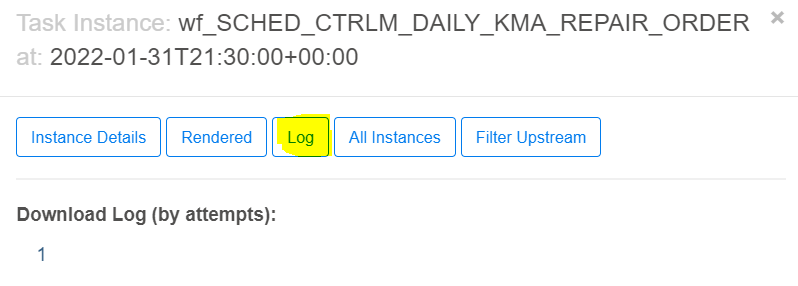 Task Instance: wf_SCHED_CTRLM_DAILY_KMA_REPAIR_ORDER ×
at: 2022-01-31T21:30:00+00:00
Instance Details Rendered Log All Instances Filter Upstream
Download Log (by attempts):
1